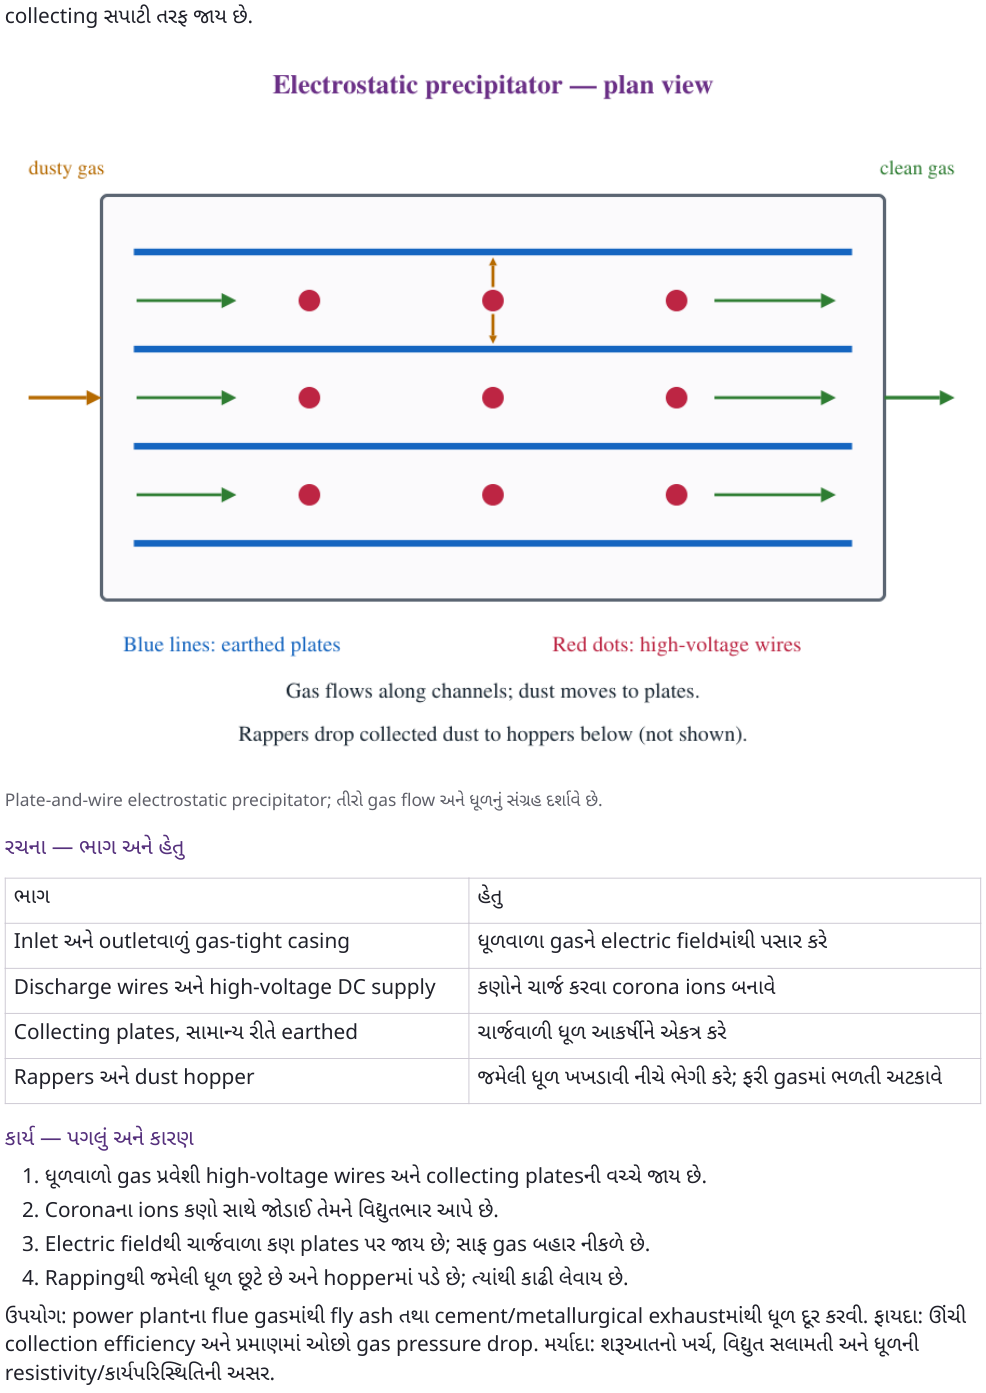 collecting સપાટી તરફ જાય છે.
Electrostatic precipitator — plan view
dusty gas
clean gas
Blue lines: earthed plates
Red dots: high-voltage wires
Gas flows along channels; dust moves to plates.
Rappers drop collected dust to hoppers below (not shown).
Plate-and-wire electrostatic precipitator; તીરો gas flow અને ધૂળનું સંગ્રહ દર્શાવે છે.
રચના — ભાગ અને હેતુ
ભાગ
હેતુ
Inlet અને outletવાળું gas-tight casing
ધૂળવાળા gasને electric fieldમાંથી પસાર કરે
Discharge wires અને high-voltage DC supply
કણોને ચાર્જ કરવા corona ions બનાવે
Collecting plates, સામાન્ય રીતે earthed
ચાર્જવાળી ધૂળ આકર્ષીને એકત્ર કરે
Rappers અને dust hopper
જમેલી ધૂળ ખખડાવી નીચે ભેગી કરે; ફરી gasમાં ભળતી અટકાવે
કાર્ય — પગલું અને કારણ
1. ધૂળવાળો gas પ્રવેશી high-voltage wires અને collecting platesની વચ્ચે જાય છે.
2. Coronaના ions કણો સાથે જોડાઈ તેમને વિદ્યુતભાર આપે છે.
3. Electric fieldથી ચાર્જવાળા કણ plates પર જાય છે; સાફ gas બહાર નીકળે છે.
4. Rappingથી જમેલી ધૂળ છૂટે છે અને hopperમાં પડે છે; ત્યાંથી કાઢી લેવાય છે.
ઉપયોગ: power plantના flue gasમાંથી fly ash તથા cement/metallurgical exhaustમાંથી ધૂળ દૂર કરવી. ફાયદા: ઊંચી
collection efficiency અને પ્રમાણમાં ઓછો gas pressure drop. મર્યાદા: શરૂઆતનો ખર્ચ, વિદ્યુત સલામતી અને ધૂળની
resistivity/કાર્યપરિસ્થિતિની અસર.